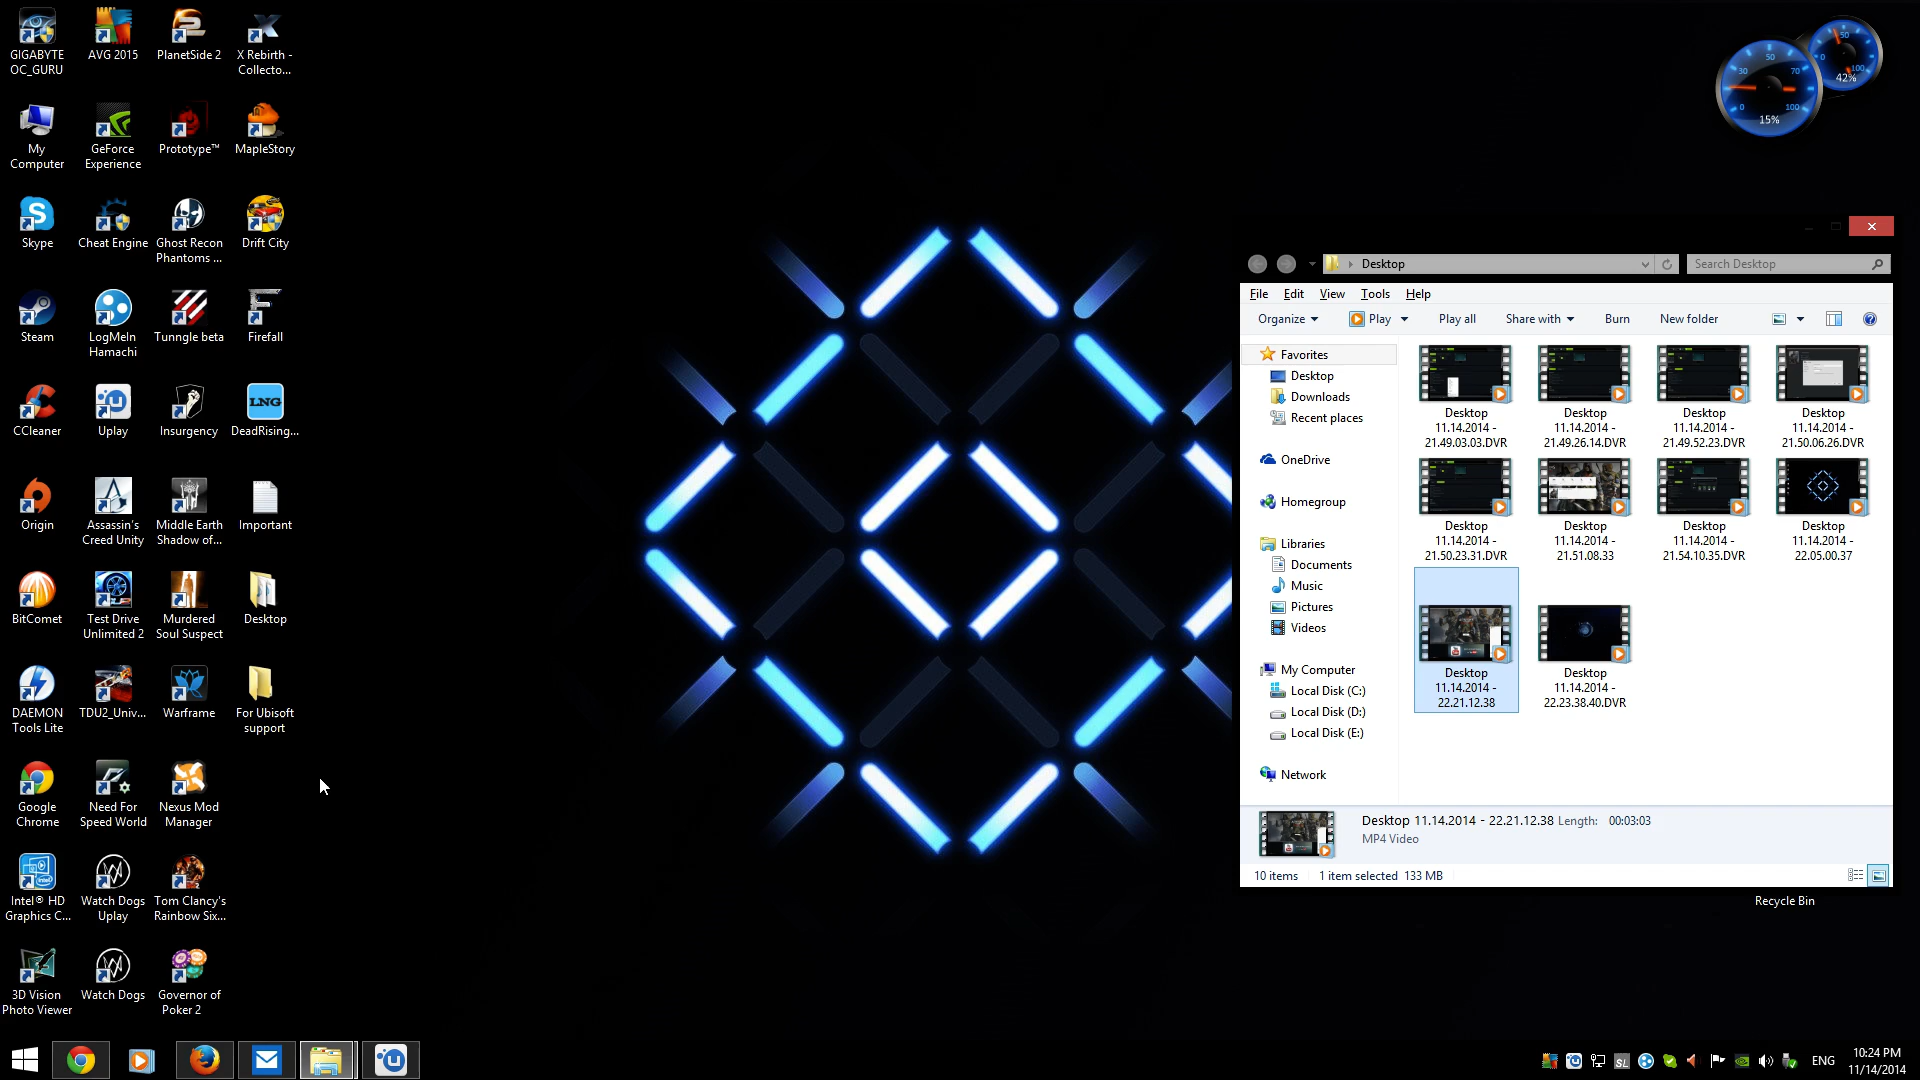 GIGABYTE
OC_GURU
AVG 2015
PlanetSide 2
X Rebirth -
Collecto...
My
Computer
GeForce
Experience
Prototype™
MapleStory
Skype
Cheat Engine
Ghost Recon
Phantoms ...
Drift City
Steam
LogMeIn
Hamachi
Tunngle beta
Firefall
CCleaner
Uplay
Insurgency
LNG
DeadRising...
Origin
Assassin's
Creed Unity
Middle Earth
Shadow of...
Important
BitComet
Test Drive
Unlimited 2
Murdered
Soul Suspect
Desktop
DAEMON
Tools Lite
TDU2_Univ...
Warframe
For Ubisoft
support
Google
Chrome
Need For
Speed World
Nexus Mod
Manager
Intel® HD
Graphics C...
Watch Dogs
Uplay
Tom Clancy's
Rainbow Six...
3D Vision
Photo Viewer
Watch Dogs
Governor of
Poker 2
50
0
100
42%
30
50
70
0
100
15%
Desktop
Search Desktop
File
Edit
View
Tools
Help
Organize
Play
Play all
Share with
Burn
New folder
Favorites
Desktop
Downloads
Recent places
OneDrive
Homegroup
Libraries
Documents
Music
Pictures
Videos
My Computer
Local Disk (C:)
Local Disk (D:)
Local Disk (E:)
Network
Desktop
11.14.2014 -
21.49.03.03.DVR
Desktop
11.14.2014 -
21.49.26.14.DVR
Desktop
11.14.2014 -
21.49.52.23.DVR
Desktop
11.14.2014 -
21.50.06.26.DVR
Desktop
11.14.2014 -
21.50.23.31.DVR
Desktop
11.14.2014 -
21.51.08.33
Desktop
11.14.2014 -
21.54.10.35.DVR
Desktop
11.14.2014 -
22.05.00.37
Desktop
11.14.2014 -
22.21.12.38
Desktop
11.14.2014 -
22.23.38.40.DVR
Desktop 11.14.2014 - 22.21.12.38 Length: 00:03:03
MP4 Video
10 items 1 item selected 133 MB
Recycle Bin
SL
ENG
10:24 PM
11/14/2014